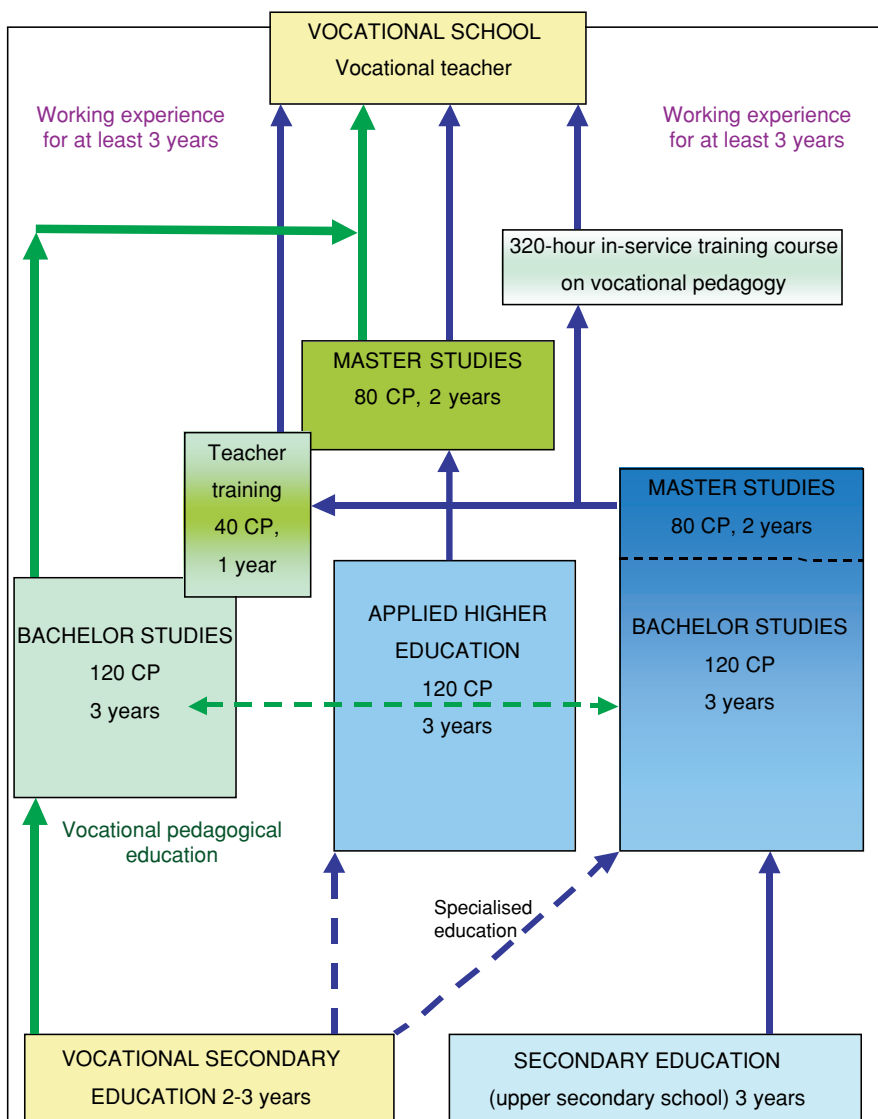 VOCATIONAL SCHOOL
Vocational teacher
Working experience
for at least 3 years
Working experience
for at least 3 years
320-hour in-service training course
on vocational pedagogy
MASTER STUDIES
80 CP, 2 years
Teacher
training
40 CP,
1 year
MASTER STUDIES
80 CP, 2 years
BACHELOR STUDIES
120 CP
3 years
APPLIED HIGHER
EDUCATION
120 CP
3 years
BACHELOR STUDIES
120 CP
3 years
Vocational pedagogical
education
Specialised
education
VOCATIONAL SECONDARY
EDUCATION 2-3 years
SECONDARY EDUCATION
(upper secondary school) 3 years